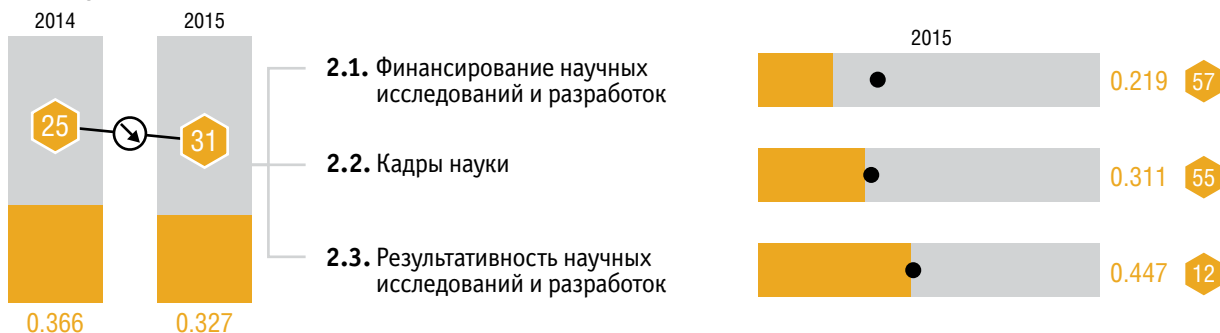 2014 2015
25 31
0.366 0.327
2.1. Финансирование научных
исследований и разработок
2.2. Кадры науки
2.3. Результативность научных
исследований и разработок
2015
0.219 57
0.311 55
0.447 12